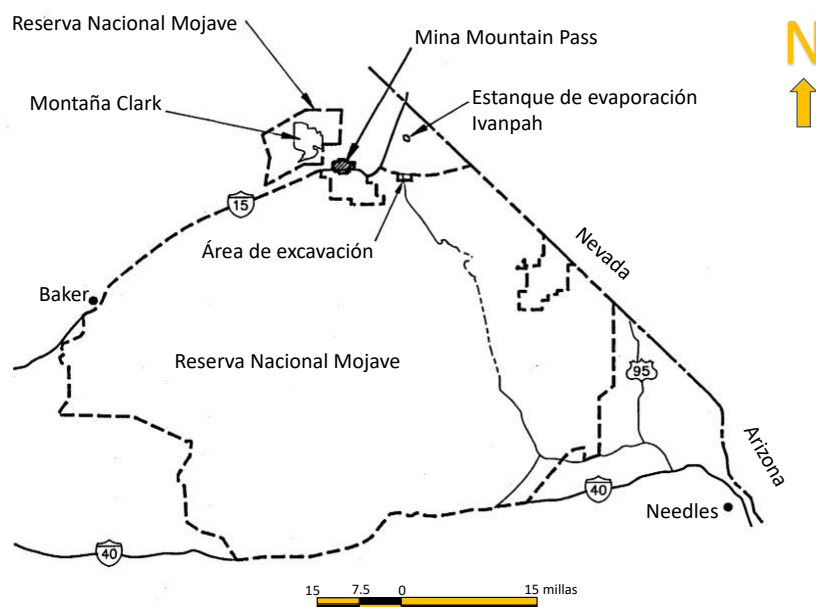 Reserva Nacional Mojave
Mina Mountain Pass
N
Montaña Clark
Estanque de evaporación
Ivanpah
15
Área de excavación
Nevada
Baker
Reserva Nacional Mojave
95
Arizona
40
Needles
40
15 7.5 0 15 millas